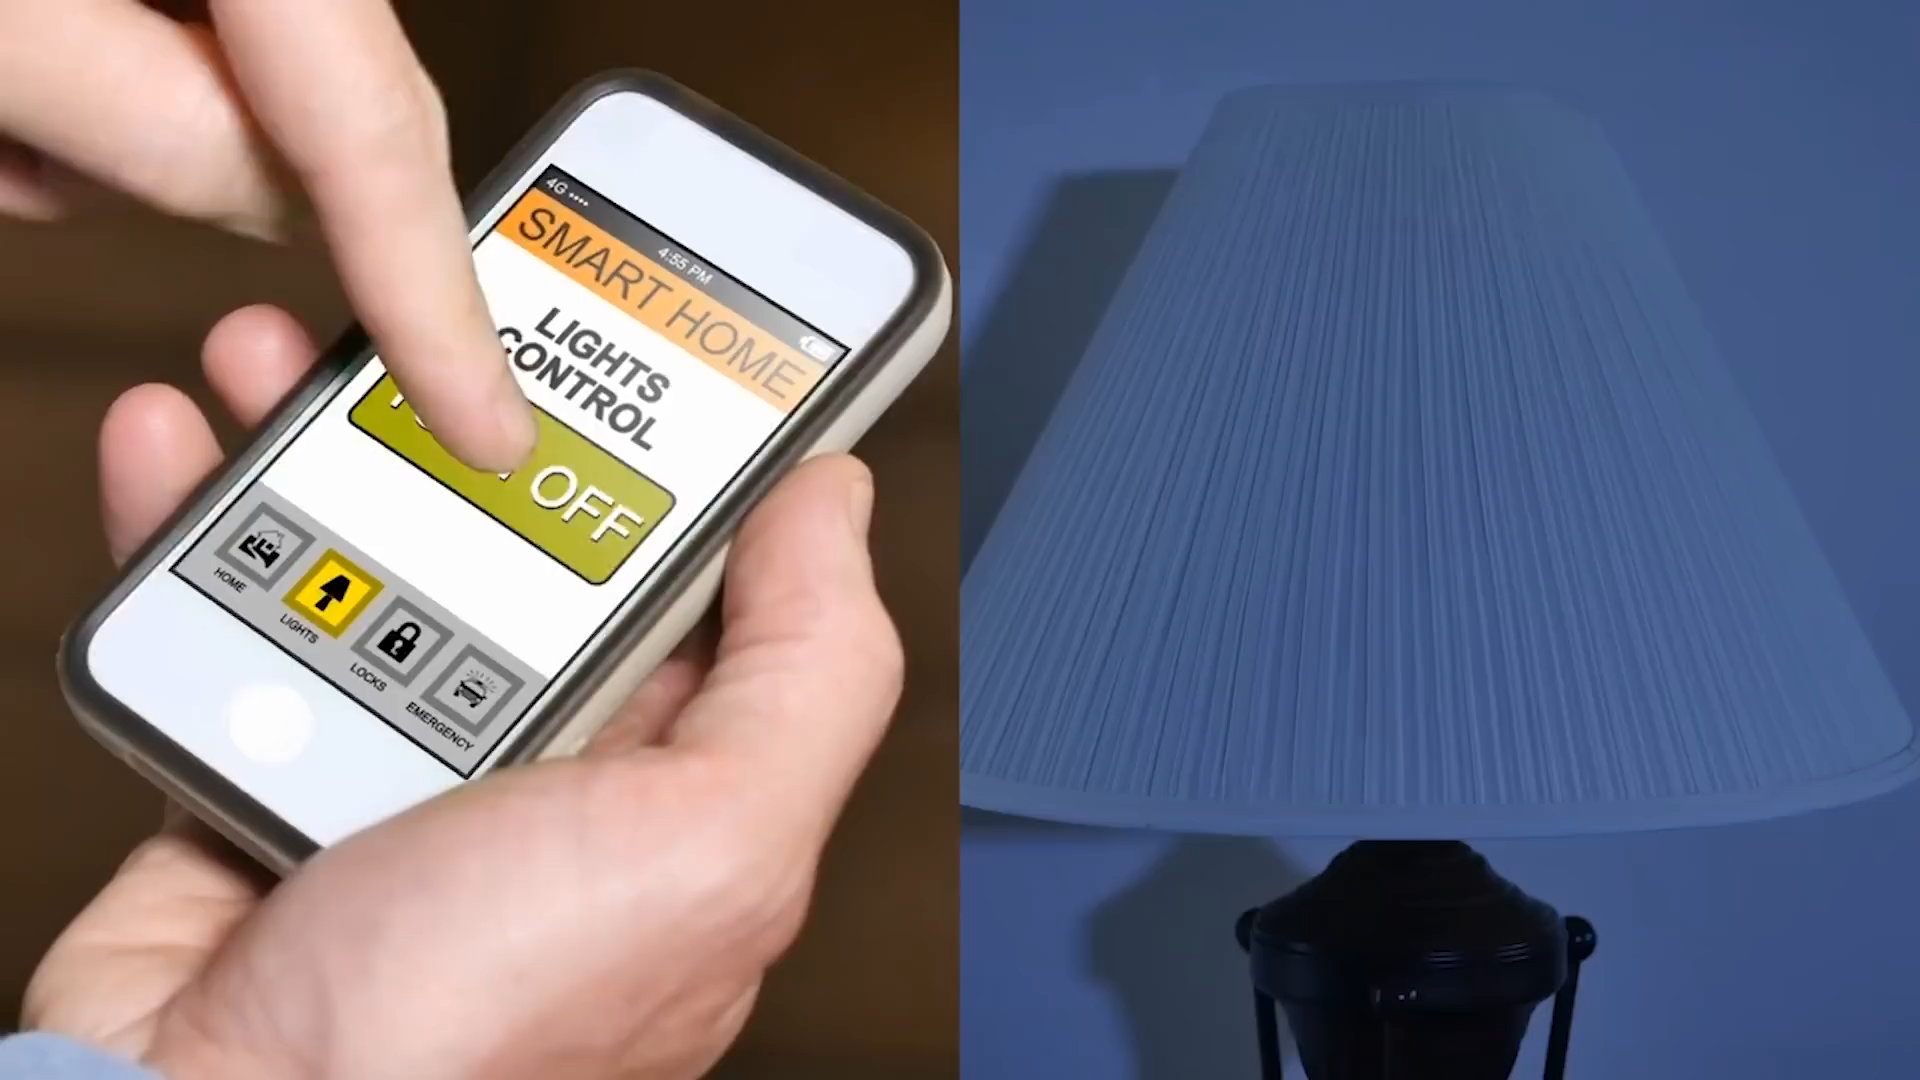 4G
4:55 PM
SMART HOME
LIGHTS
CONTROL
OFF
HOME
LIGHTS
LOCKS
EMERGENCY